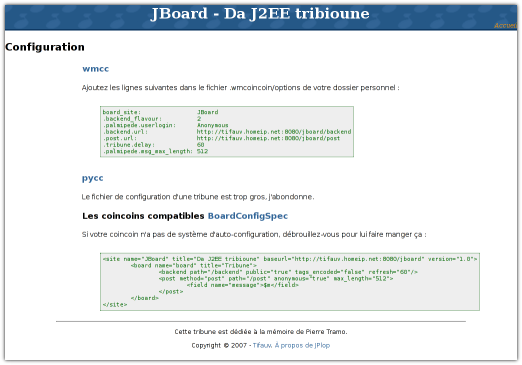 JBoard - Da J2EE tribioune
Accueil
Configuration
wmcc
Ajoutez les lignes suivantes dans le fichier .wmcoincoin/options de votre dossier personnel :
board_site: JBoard
.backend_flavour: 2
.palmipede.userlogin: Anonymous
.backend.url: http://tifauv.homeip.net:8080/jboard/backend
.post.url: http://tifauv.homeip.net:8080/jboard/post
.tribune.delay: 60
.palmipede.msg_max_length: 512
pycc
Le fichier de configuration d'une tribune est trop gros, j'abondonne.
Les coincoins compatibles BoardConfigSpec
Si votre coincoin n'a pas de système d'auto-configuration, débrouillez-vous pour lui faire manger ça :
<site name="JBoard" title="Da J2EE tribioune" baseurl="http://tifauv.homeip.net:8080/jboard" version="1.0">
<board name="board" title="Tribune">
<backend path="/backend" public="true" tags_encoded="false" refresh="60"/>
<post method="post" path="/post" anonymous="true" max_length="512">
<field name="message">$m</field>
</post>
</board>
</site>
Cette tribune est dédiée à la mémoire de Pierre Tramo.
Copyright © 2007 - Tifauv. À propos de JPlop